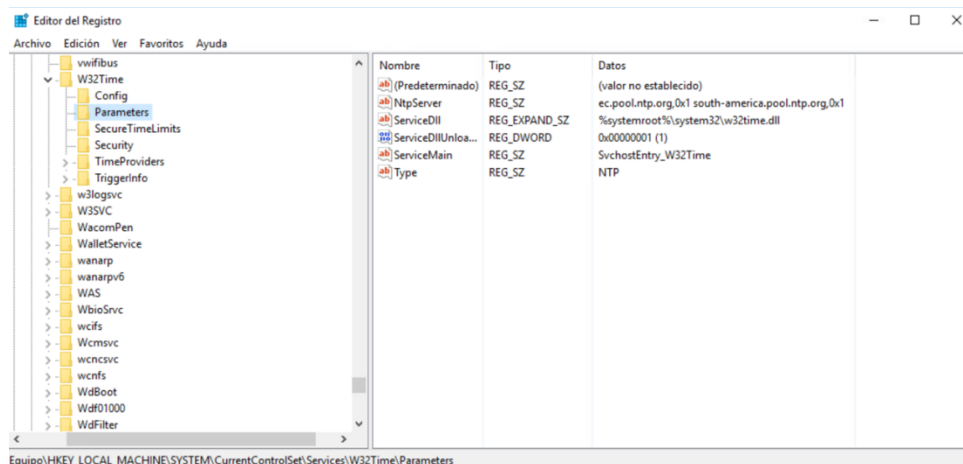 Editor del Registro
Archivo Edición Ver Favoritos Ayuda
vwifibus
W32Time
Config
Parameters
SecureTimeLimits
Security
TimeProviders
TriggerInfo
w3logsvc
W3SVC
WacomPen
WalletService
wanarp
wanarpv6
WAS
WbioSrvc
wcifs
Wcmsvc
wcncsvc
wcnfs
WdBoot
Wdf01000
WdFilter
Nombre Tipo Datos
(Predeterminado) REG_SZ (valor no establecido)
NtpServer REG_SZ ec.pool.ntp.org,0x1 south-america.pool.ntp.org,0x1
ServiceDll REG_EXPAND_SZ %systemroot%\system32\w32time.dll
ServiceDllUnloa... REG_DWORD 0x00000001 (1)
ServiceMain REG_SZ SvchostEntry_W32Time
Type REG_SZ NTP
Equipo\HKEY_LOCAL_MACHINE\SYSTEM\CurrentControlSet\Services\W32Time\Parameters